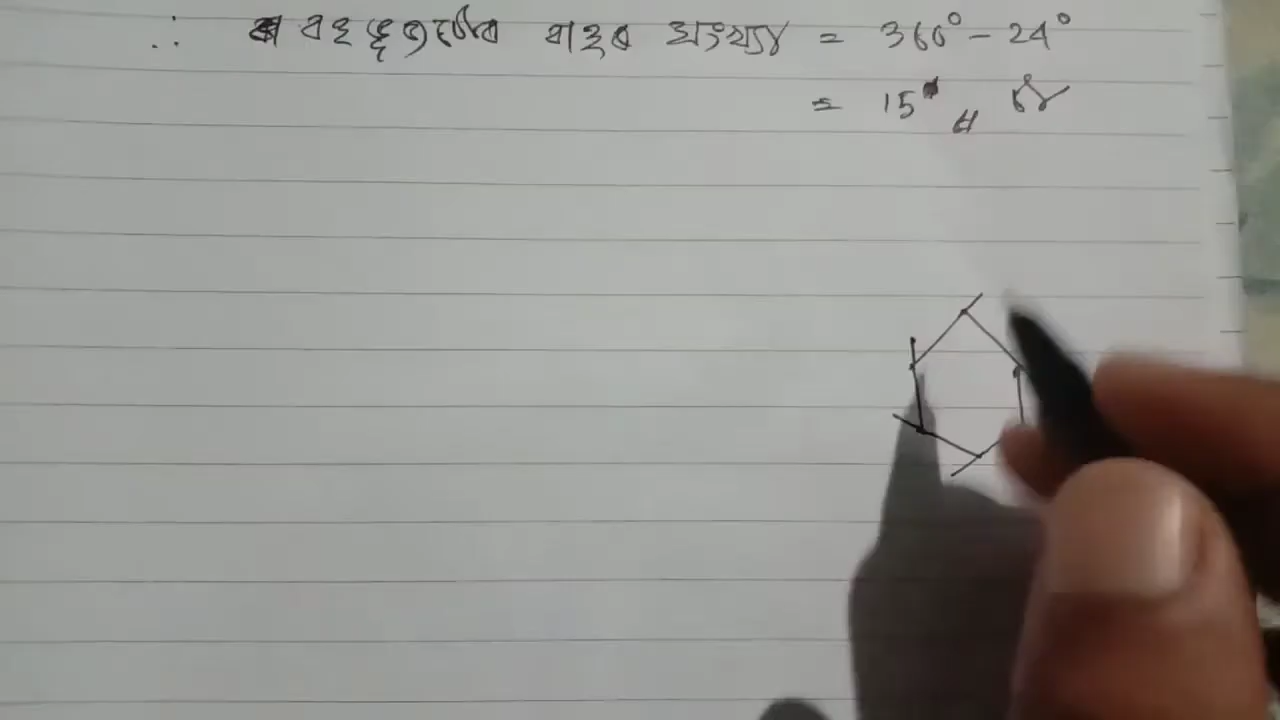 ∴ বহুভুজটোৰ বাহুৰ সংখ্যা = 360° - 24°
= 15 //